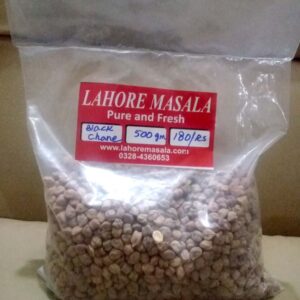 LAHORE MASALA
Pure and Fresh
Black Chane 500 gm 180/Rs
www.lahoremasala.com
0328-4360653